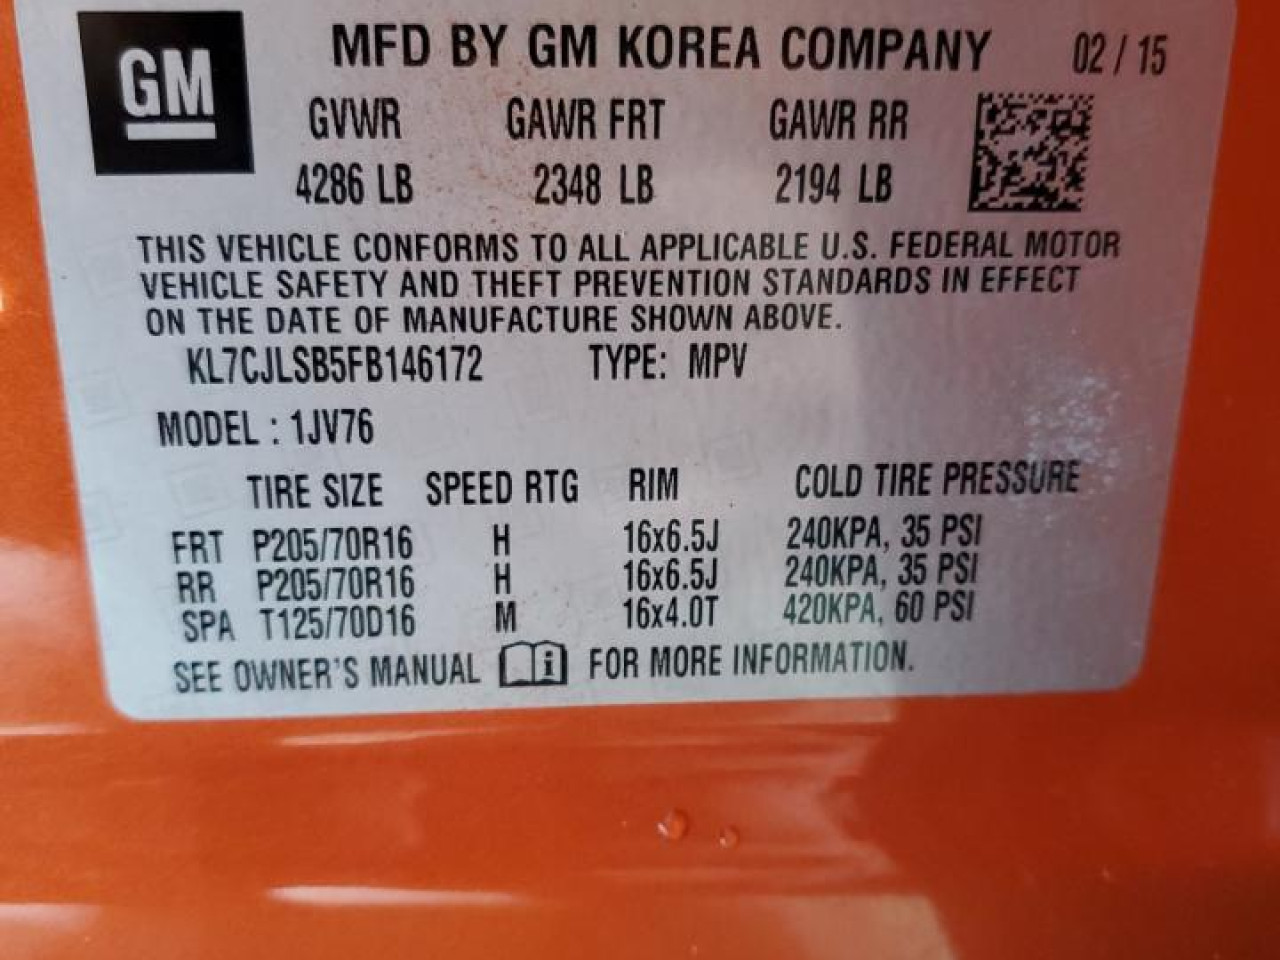 GM
MFD BY GM KOREA COMPANY 02 / 15
GVWR GAWR FRT GAWR RR
4286 LB 2348 LB 2194 LB
THIS VEHICLE CONFORMS TO ALL APPLICABLE U.S. FEDERAL MOTOR
VEHICLE SAFETY AND THEFT PREVENTION STANDARDS IN EFFECT
ON THE DATE OF MANUFACTURE SHOWN ABOVE.
KL7CJLSB5FB146172 TYPE: MPV
MODEL : 1JV76
TIRE SIZE SPEED RTG RIM COLD TIRE PRESSURE
FRT P205/70R16 H 16x6.5J 240KPA, 35 PSI
RR P205/70R16 H 16x6.5J 240KPA, 35 PSI
SPA T125/70D16 M 16x4.0T 420KPA, 60 PSI
SEE OWNER'S MANUAL i FOR MORE INFORMATION.